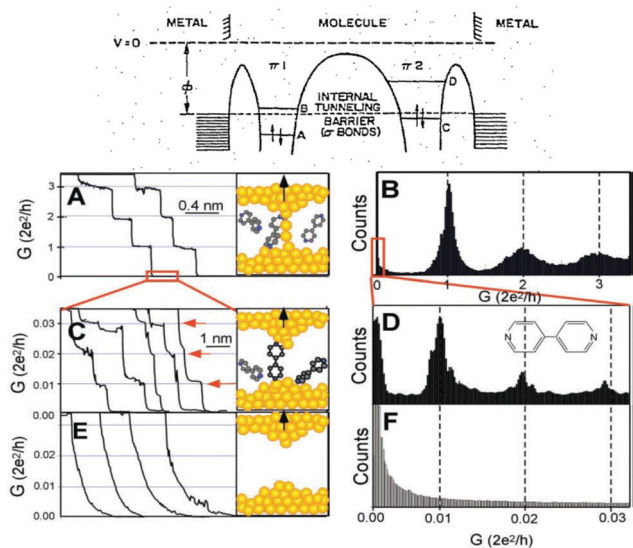 METAL MOLECULE METAL
V=0
π1 π2
ϕ
D
B INTERNAL
TUNNELING
BARRIER
(σ BONDS)
A C
A
G (2e²/h)
3
2
1
0
0.4 nm
B
Counts
0 1 2 3
G (2e²/h)
C
G (2e²/h)
0.03
0.02
0.01
1 nm
D
Counts
N N
E
G (2e²/h)
0.00
0.02
0.01
0.00
F
Counts
0.00 0.01 0.02 0.03
G (2e²/h)